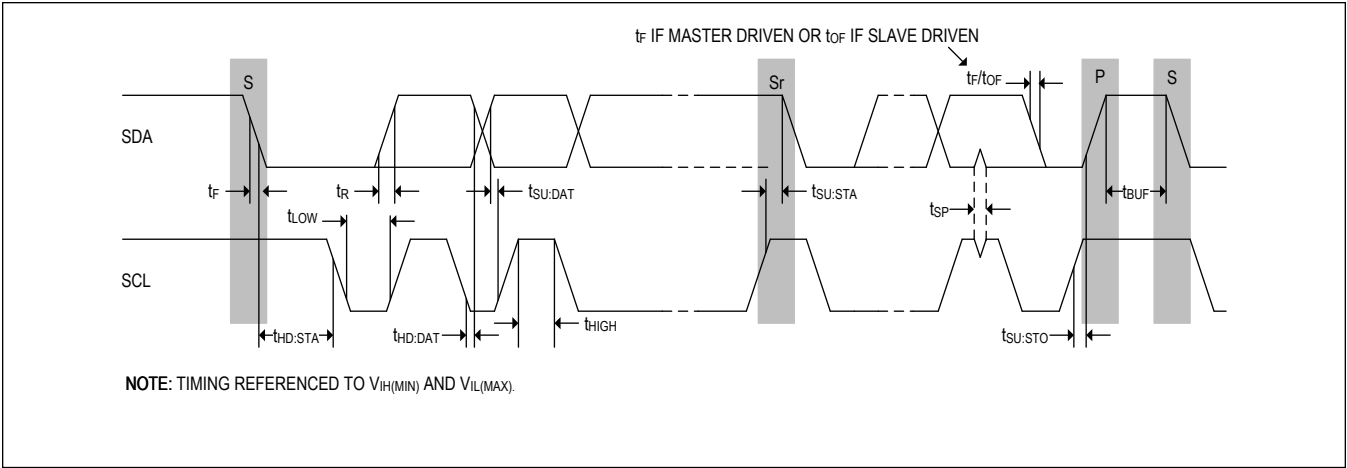 tF IF MASTER DRIVEN OR tOF IF SLAVE DRIVEN
S
Sr
tF/tOF
P
S
SDA
tF
tR
tSU:DAT
tSU:STA
tSP
tBUF
tLOW
SCL
tHD:STA
tHD:DAT
tHIGH
tSU:STO
NOTE: TIMING REFERENCED TO VIH(MIN) AND VIL(MAX).